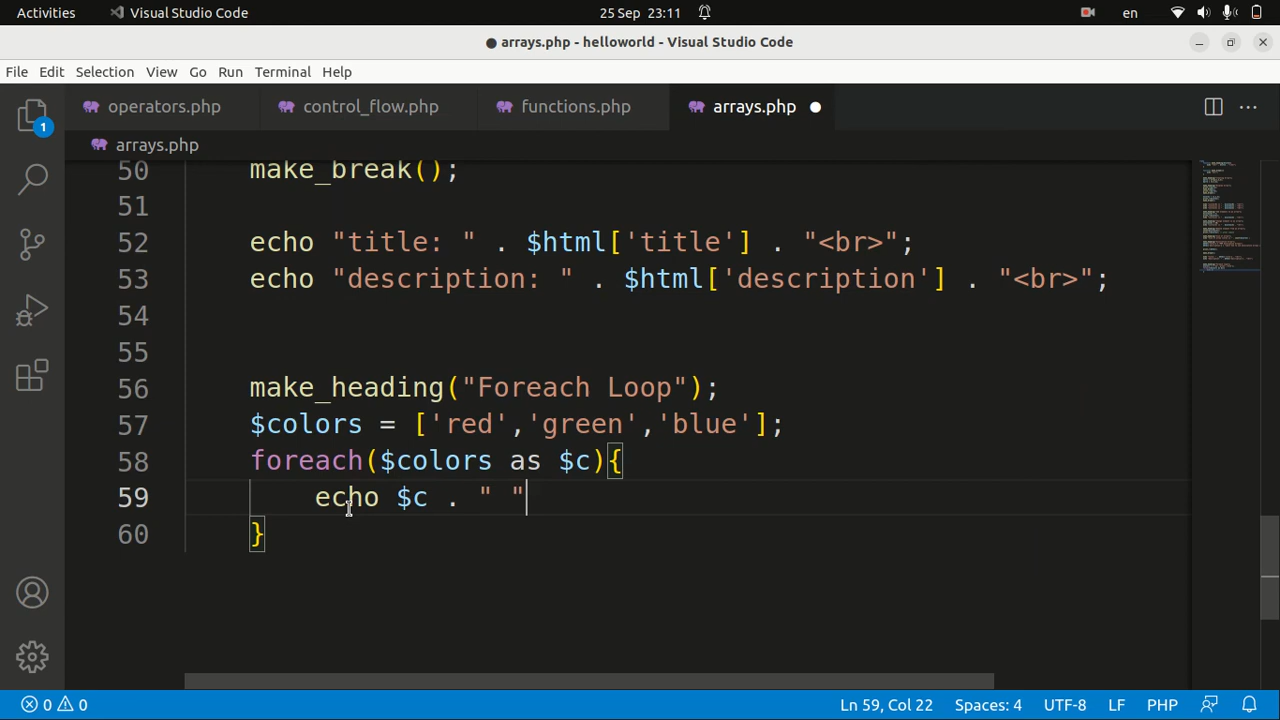 Activities Visual Studio Code 25 Sep 23:11 en
● arrays.php - helloworld - Visual Studio Code
File Edit Selection View Go Run Terminal Help
operators.php control_flow.php functions.php arrays.php ●
1 arrays.php
50 make_break();
51
52 echo "title: " . $html['title'] . "<br>";
53 echo "description: " . $html['description'] . "<br>";
54
55
56 make_heading("Foreach Loop");
57 $colors = ['red','green','blue'];
58 foreach($colors as $c){
59 echo $c . " "
60 }
0 0 Ln 59, Col 22 Spaces: 4 UTF-8 LF PHP